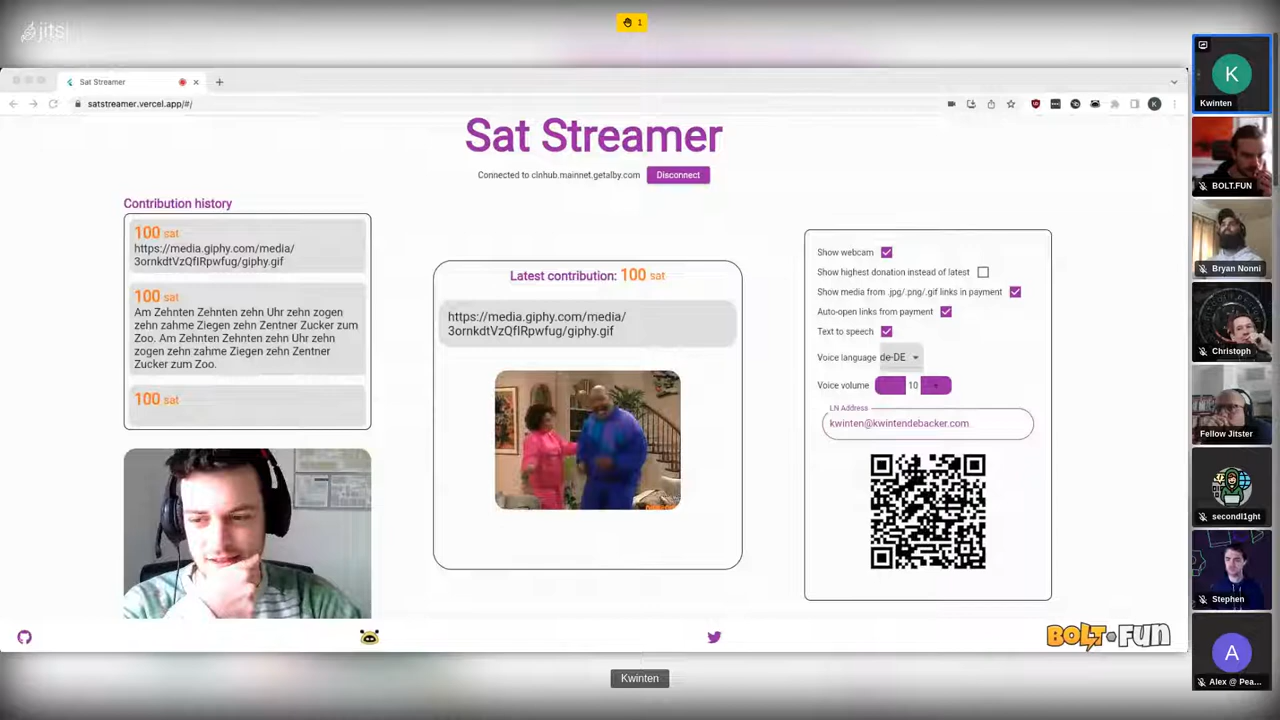 jitsi
1
Sat Streamer
satstreamer.vercel.app/#/
K
Sat Streamer
Connected to clnhub.mainnet.getalby.com
Disconnect
Contribution history
100 sat
https://media.giphy.com/media/
3ornkdtVzQfIRpwfug/giphy.gif
100 sat
Am Zehnten Zehnten zehn Uhr zehn zogen
zehn zahme Ziegen zehn Zentner Zucker zum
Zoo. Am Zehnten Zehnten zehn Uhr zehn
zogen zehn zahme Ziegen zehn Zentner
Zucker zum Zoo.
100 sat
Latest contribution: 100 sat
https://media.giphy.com/media/
3ornkdtVzQfIRpwfug/giphy.gif
Show webcam
Show highest donation instead of latest
Show media from .jpg/.png/.gif links in payment
Auto-open links from payment
Text to speech
Voice language de-DE
Voice volume 10
LN Address
kwinten@kwintendebacker.com
BOLT FUN
Kwinten
K
Kwinten
BOLT.FUN
Bryan Nonni
Christoph
Fellow Jitster
secondl1ght
Stephen
A
Alex @ Pea...